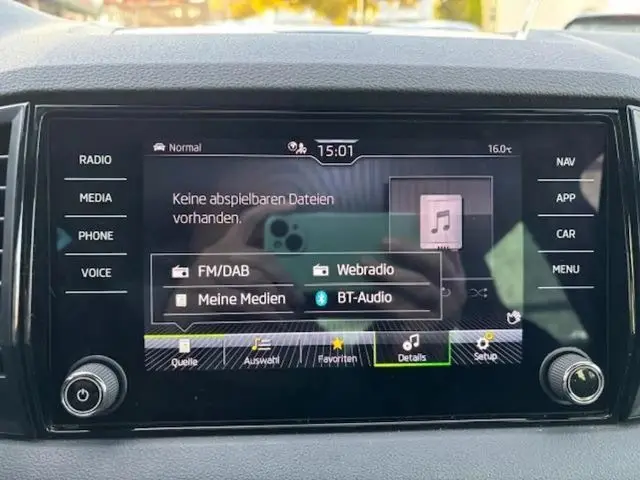 RADIO
MEDIA
PHONE
VOICE
Normal
15:01
16.0°C
Keine abspielbaren Dateien
vorhanden.
FM/DAB
Webradio
Meine Medien
BT-Audio
Quelle
Auswahl
Favoriten
Details
Setup
NAV
APP
CAR
MENU